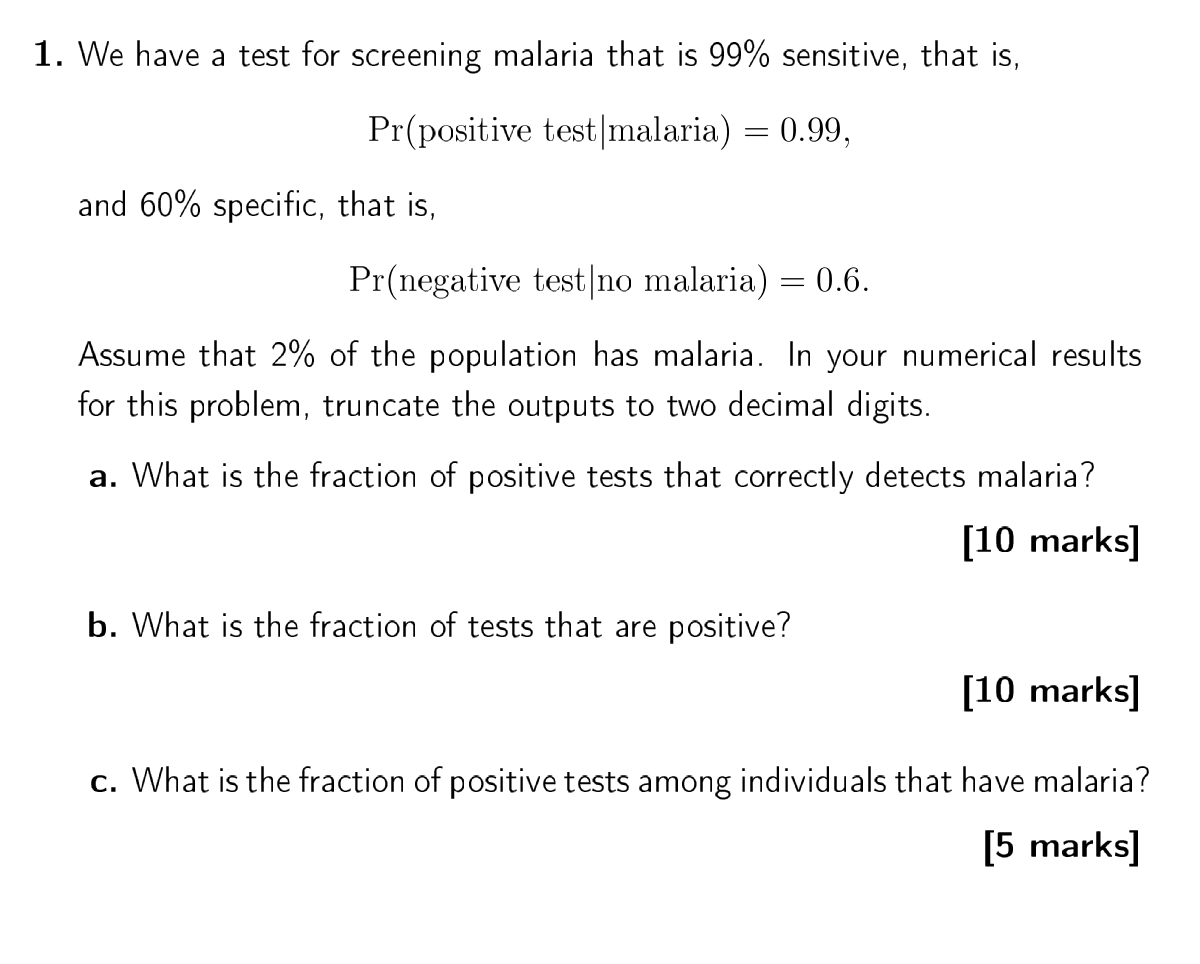 1. We have a test for screening malaria that is 99% sensitive, that is,
Pr(positive test|malaria) = 0.99,
and 60% specific, that is,
Pr(negative test|no malaria) = 0.6.
Assume that 2% of the population has malaria. In your numerical results
for this problem, truncate the outputs to two decimal digits.
a. What is the fraction of positive tests that correctly detects malaria?
[10 marks]
b. What is the fraction of tests that are positive?
[10 marks]
c. What is the fraction of positive tests among individuals that have malaria?
[5 marks]